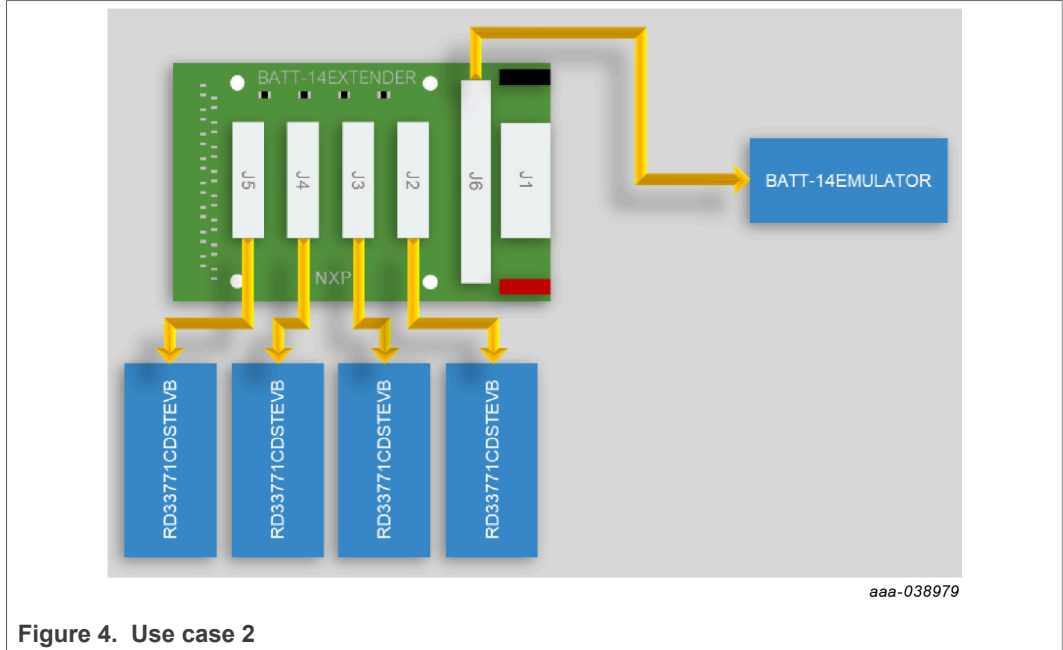 BATT-14EXTENDER
J5
J4
J3
J2
J6
J1
NXP
BATT-14EMULATOR
RD33771CDSTEVB
RD33771CDSTEVB
RD33771CDSTEVB
RD33771CDSTEVB
aaa-038979
Figure 4. Use case 2